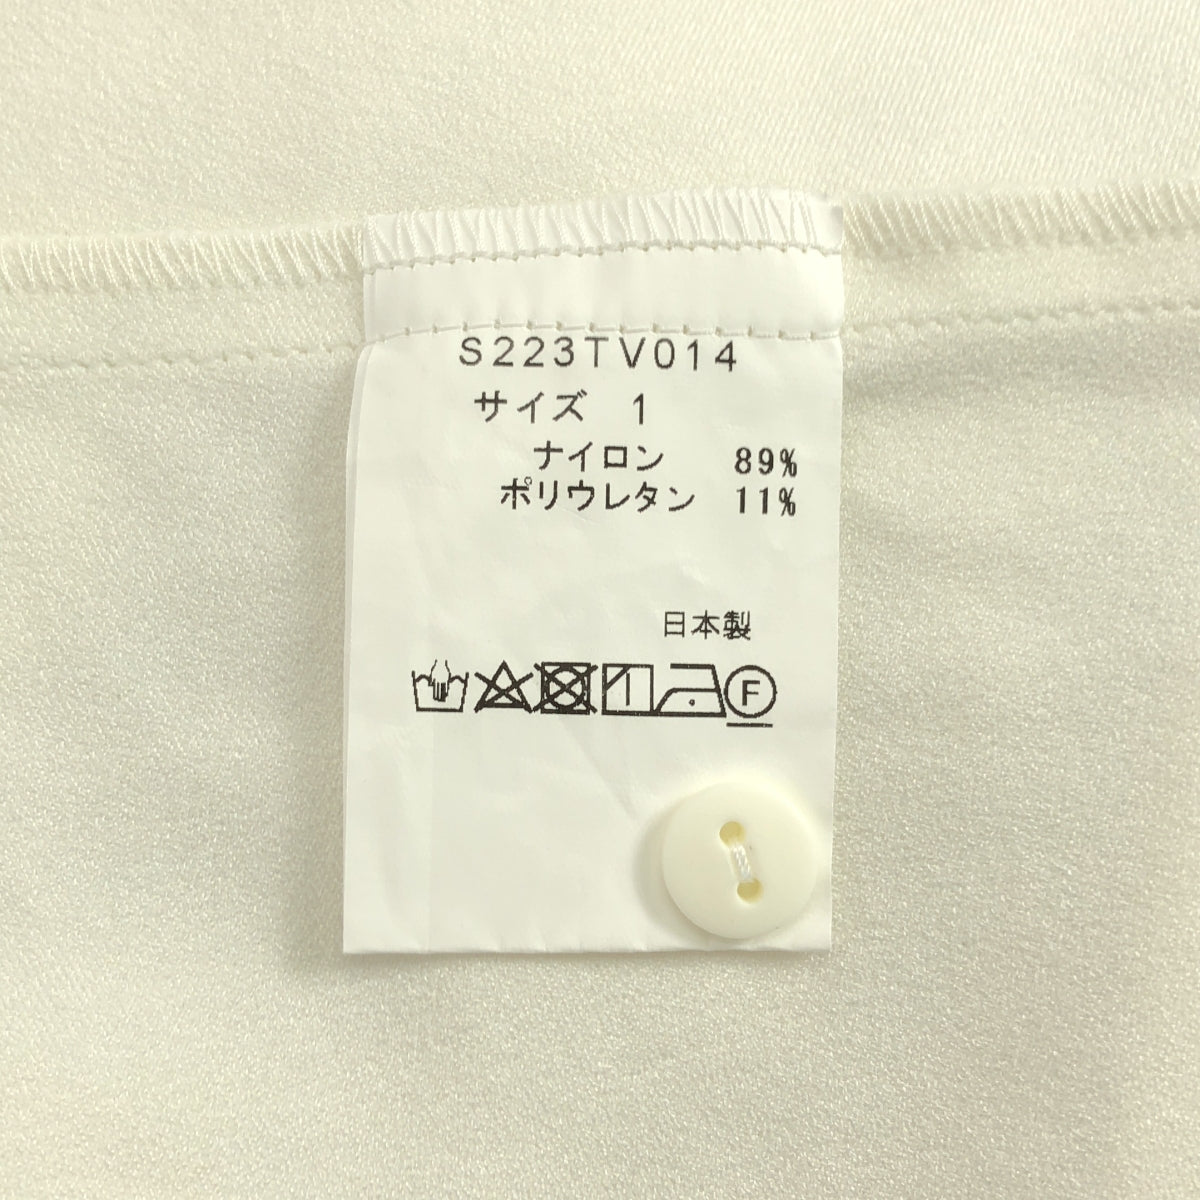 S223TV014
サイズ 1
ナイロン 89%
ポリウレタン 11%
日本製
F